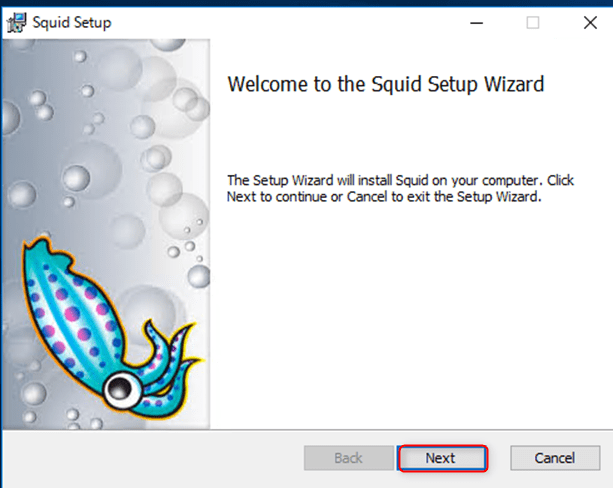 Squid Setup
Welcome to the Squid Setup Wizard
The Setup Wizard will install Squid on your computer. Click
Next to continue or Cancel to exit the Setup Wizard.
Back
Next
Cancel